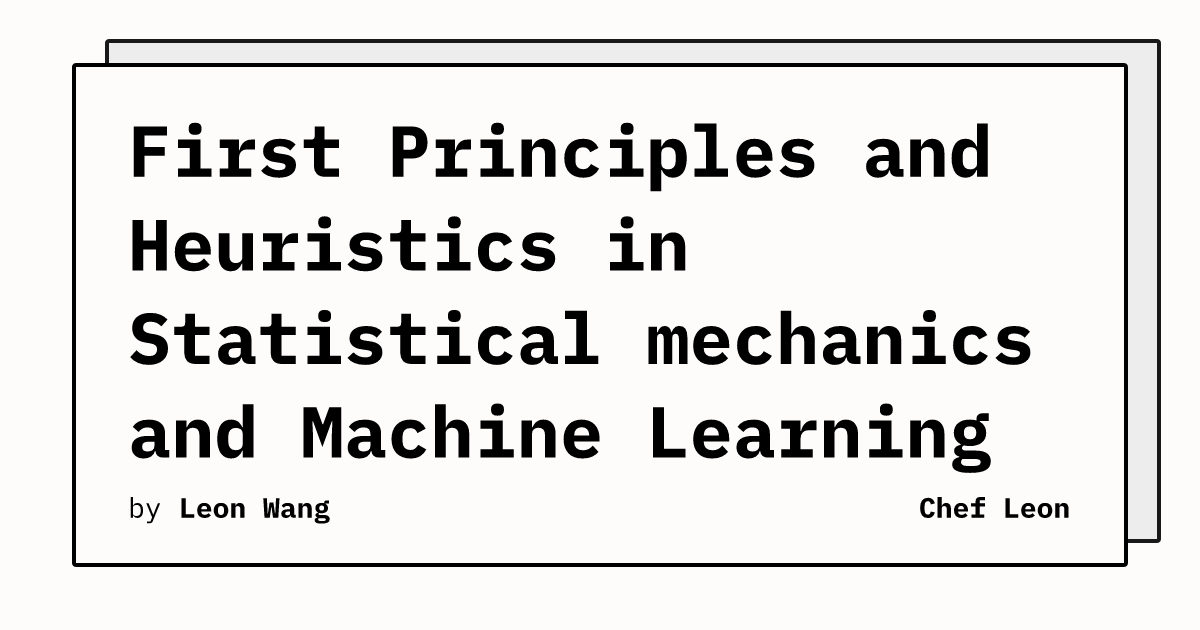 First Principles and
Heuristics in
Statistical mechanics
and Machine Learning
by Leon Wang
Chef Leon